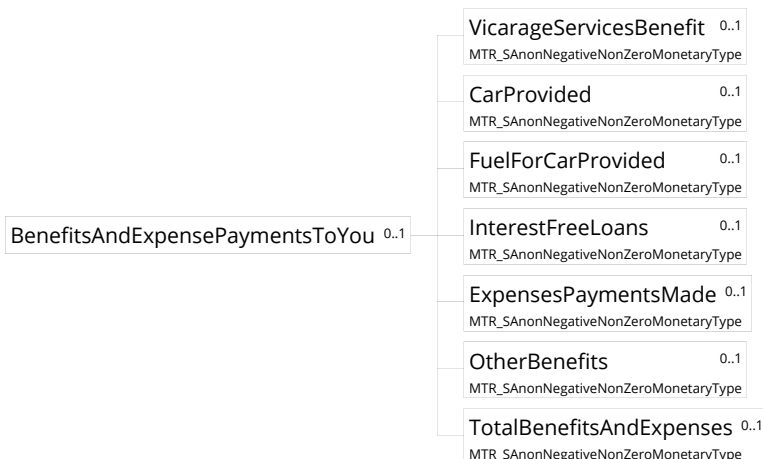 VicarageServicesBenefit 0..1
MTR_SAnonNegativeNonZeroMonetaryType
CarProvided 0..1
MTR_SAnonNegativeNonZeroMonetaryType
FuelForCarProvided 0..1
MTR_SAnonNegativeNonZeroMonetaryType
BenefitsAndExpensePaymentsToYou 0..1
InterestFreeLoans 0..1
MTR_SAnonNegativeNonZeroMonetaryType
ExpensesPaymentsMade 0..1
MTR_SAnonNegativeNonZeroMonetaryType
OtherBenefits 0..1
MTR_SAnonNegativeNonZeroMonetaryType
TotalBenefitsAndExpenses 0..1
MTR_SAnonNegativeNonZeroMonetaryType